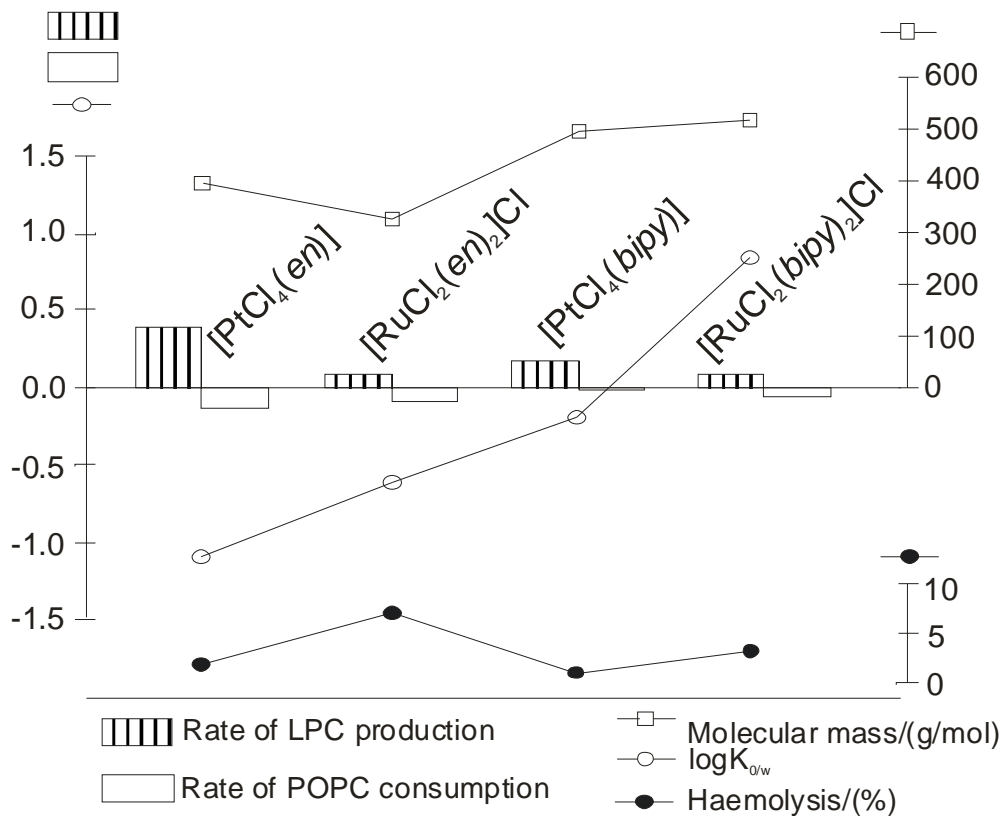 600
500
400
300
200
100
0
1.5
1.0
0.5
0.0
-0.5
-1.0
-1.5
[PtCl₄(en)]
[RuCl₂(en)₂]Cl
[PtCl₄(bipy)]
[RuCl₂(bipy)₂]Cl
10
5
0
Rate of LPC production
Rate of POPC consumption
Molecular mass/(g/mol)
logK₀/w
Haemolysis/(%)